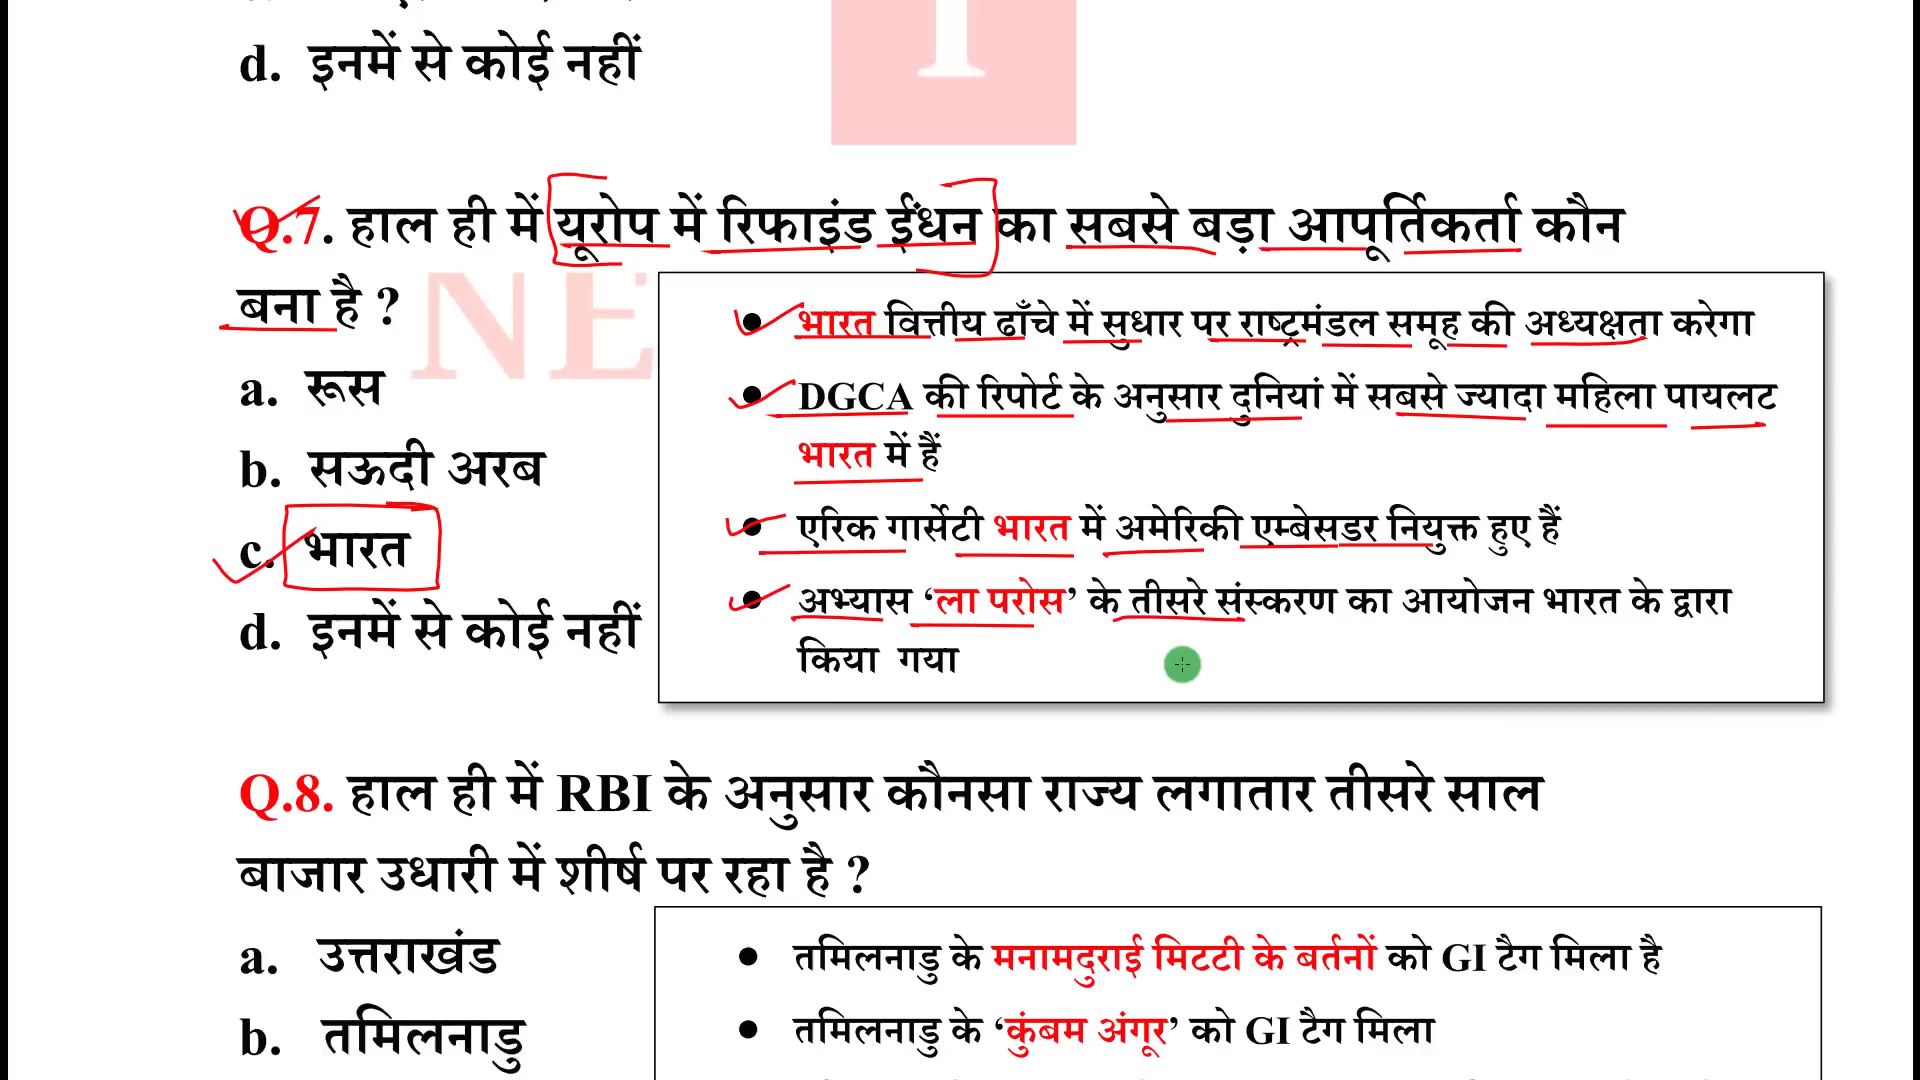 d. इनमें से कोई नहीं
Q.7. हाल ही में यूरोप में रिफाइंड ईंधन का सबसे बड़ा आपूर्तिकर्ता कौन
बना है ?
NE
a. रूस
b. सऊदी अरब
c. भारत
d. इनमें से कोई नहीं
• भारत वित्तीय ढाँचे में सुधार पर राष्ट्रमंडल समूह की अध्यक्षता करेगा
• DGCA की रिपोर्ट के अनुसार दुनियां में सबसे ज्यादा महिला पायलट
भारत में हैं
• एरिक गार्सेटी भारत में अमेरिकी एम्बेसडर नियुक्त हुए हैं
• अभ्यास ‘ला परोस’ के तीसरे संस्करण का आयोजन भारत के द्वारा
किया गया
Q.8. हाल ही में RBI के अनुसार कौनसा राज्य लगातार तीसरे साल
बाजार उधारी में शीर्ष पर रहा है ?
a. उत्तराखंड
b. तमिलनाडु
• तमिलनाडु के मनामदुराई मिटटी के बर्तनों को GI टैग मिला है
• तमिलनाडु के ‘कुंबम अंगूर’ को GI टैग मिला